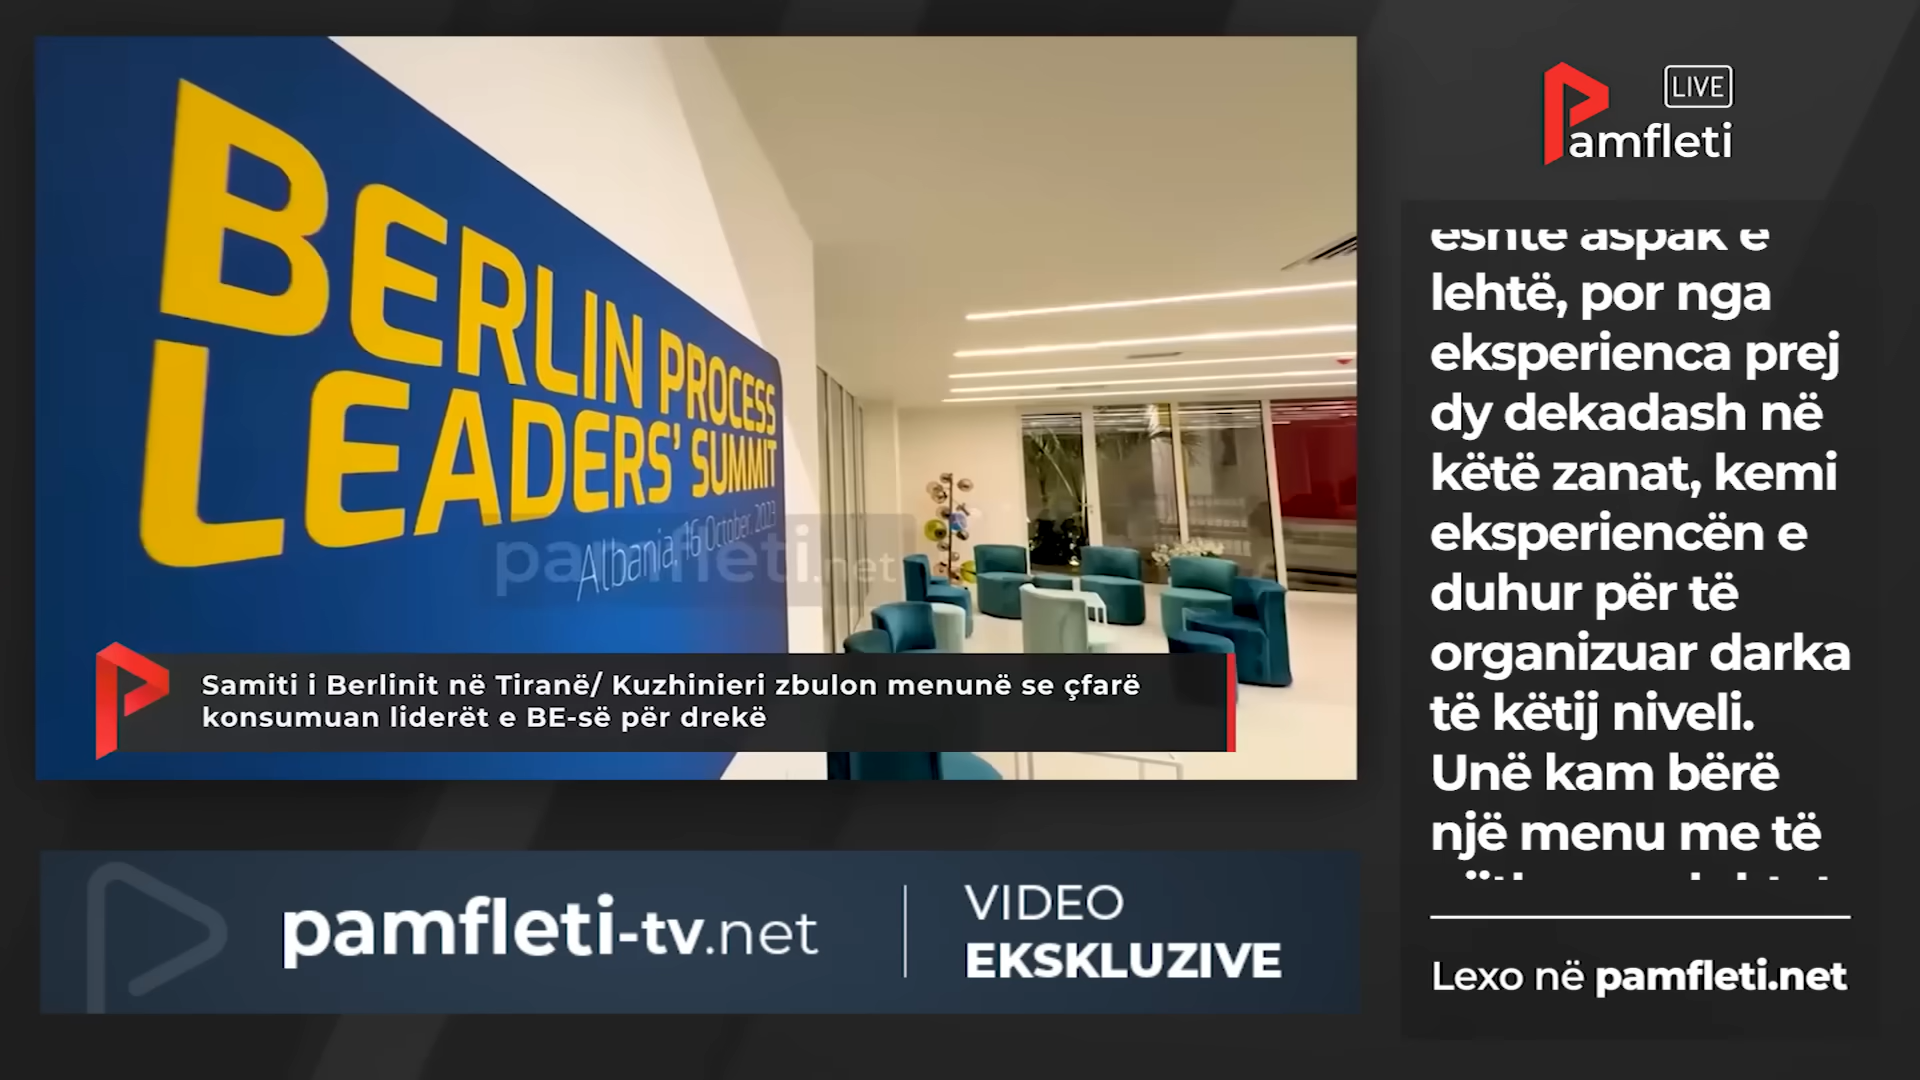 BERLIN PROCESS
LEADERS' SUMMIT
Albania, 16 October, 2023
pamfleti.net
Samiti i Berlinit në Tiranë/ Kuzhinieri zbulon menunë se çfarë
konsumuan liderët e BE-së për drekë
pamfleti-tv.net
VIDEO
EKSKLUZIVE
LIVE
Pamfleti
është aspak e
lehtë, por nga
eksperienca prej
dy dekadash në
këtë zanat, kemi
eksperiencën e
duhur për të
organizuar darka
të këtij niveli.
Unë kam bërë
një menu me të
Lexo në pamfleti.net